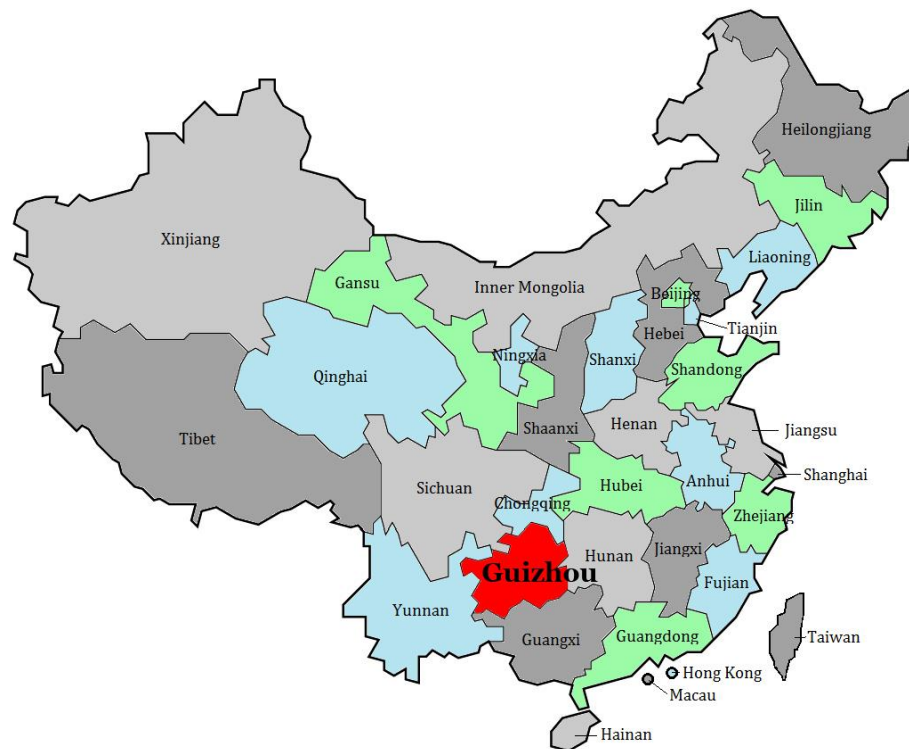 Heilongjiang
Jilin
Xinjiang
Liaoning
Gansu
Inner Mongolia
Beijing
Tianjin
Hebei
Ningxia
Shanxi
Shandong
Qinghai
Henan
Shaanxi
Jiangsu
Tibet
Shanghai
Anhui
Hubei
Sichuan
Chongqing
Zhejiang
Jiangxi
Hunan
Guizhou
Fujian
Yunnan
Guangdong
Taiwan
Guangxi
Hong Kong
Macau
Hainan